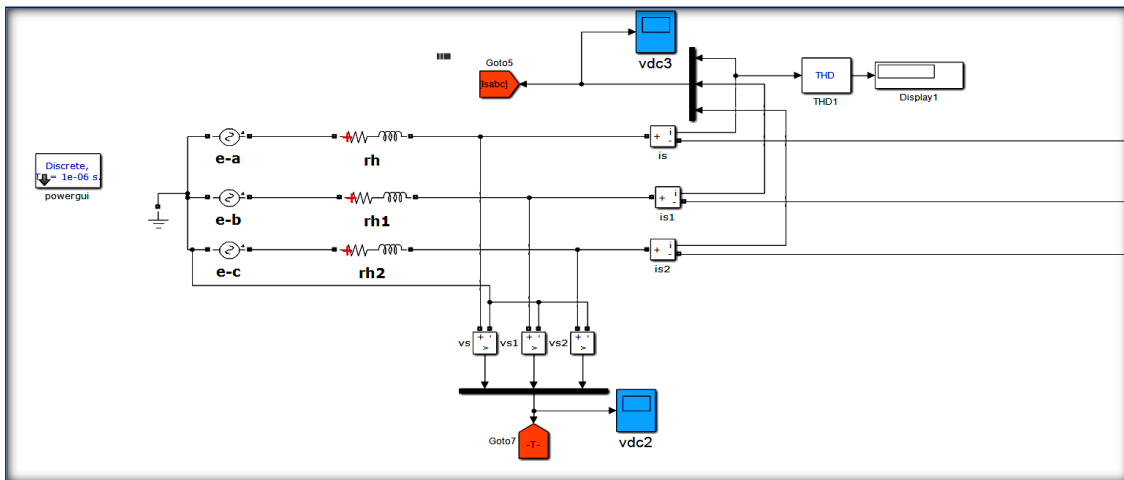 vdc3
Goto5
[Isabc]
THD
THD1
Display1
e-a
rh
+
i
-
is
Discrete,
= 1e-06 s.
powergui
e-b
rh1
+
i
-
is1
e-c
rh2
+
i
-
is2
vs
+
-
v
vs1
+
-
v
vs2
+
-
v
Goto7
-T-
vdc2